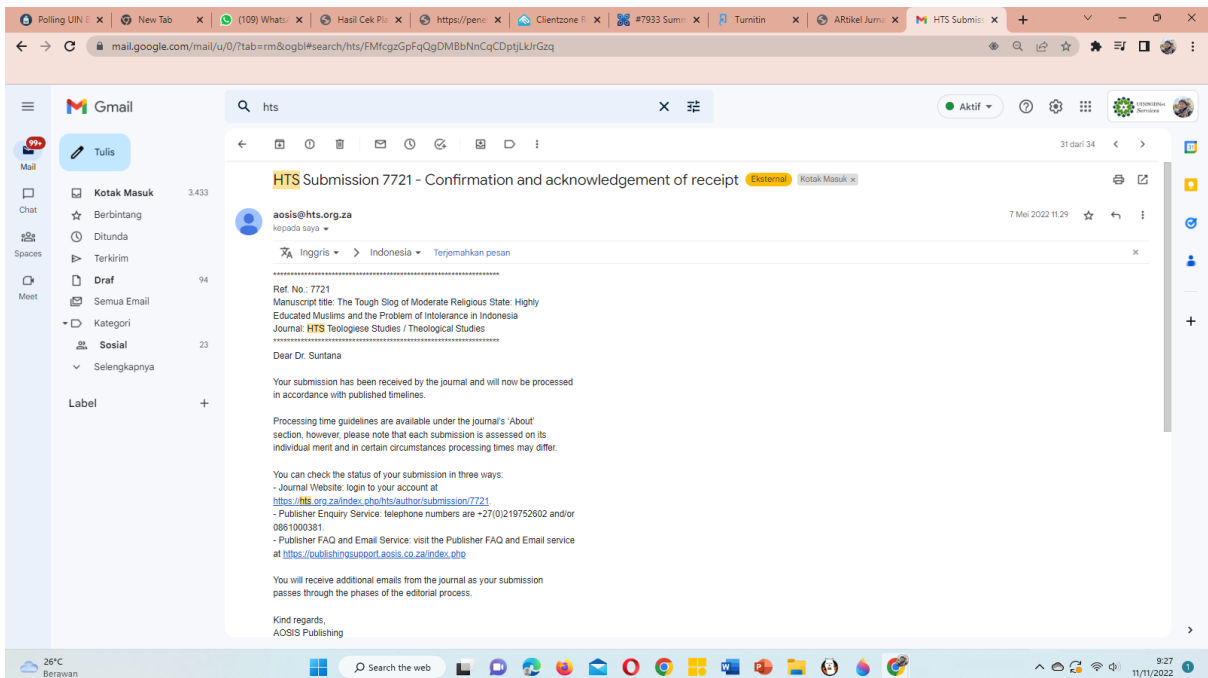 Polling UIN B
New Tab
(109) Whats
Hasil Cek Pla
https://pene
Clientzone R
#7933 Summ
Turnitin
ARtikel Jurna
HTS Submiss
mail.google.com/mail/u/0/?tab=rm&ogbl#search/hts/FMfcgzGpFqQgDMBbNnCqCDptjLkJrGzq
Gmail
hts
Aktif
99+
Mail
Chat
Spaces
Meet
Tulis
Kotak Masuk 3.433
Berbintang
Ditunda
Terkirim
Draf 94
Semua Email
Kategori
Sosial 23
Selengkapnya
Label
31 dari 34
HTS Submission 7721 - Confirmation and acknowledgement of receipt Eksternal Kotak Masuk x
aosis@hts.org.za 7 Mei 2022 11.29
kepada saya
Inggris > Indonesia Terjemahkan pesan
******************************************************************
Ref. No.: 7721
Manuscript title: The Tough Slog of Moderate Religious State: Highly
Educated Muslims and the Problem of Intolerance in Indonesia
Journal: HTS Teologiese Studies / Theological Studies
******************************************************************
Dear Dr. Suntana
Your submission has been received by the journal and will now be processed
in accordance with published timelines.
Processing time guidelines are available under the journal's 'About'
section, however, please note that each submission is assessed on its
individual merit and in certain circumstances processing times may differ.
You can check the status of your submission in three ways:
- Journal Website: login to your account at
https://hts.org.za/index.php/hts/author/submission/7721.
- Publisher Enquiry Service: telephone numbers are +27(0)219752602 and/or
0861000381.
- Publisher FAQ and Email Service: visit the Publisher FAQ and Email service
at https://publishingsupport.aosis.co.za/index.php
You will receive additional emails from the journal as your submission
passes through the phases of the editorial process.
Kind regards,
AOSIS Publishing
26°C
Berawan
Search the web
9:27
11/11/2022
1